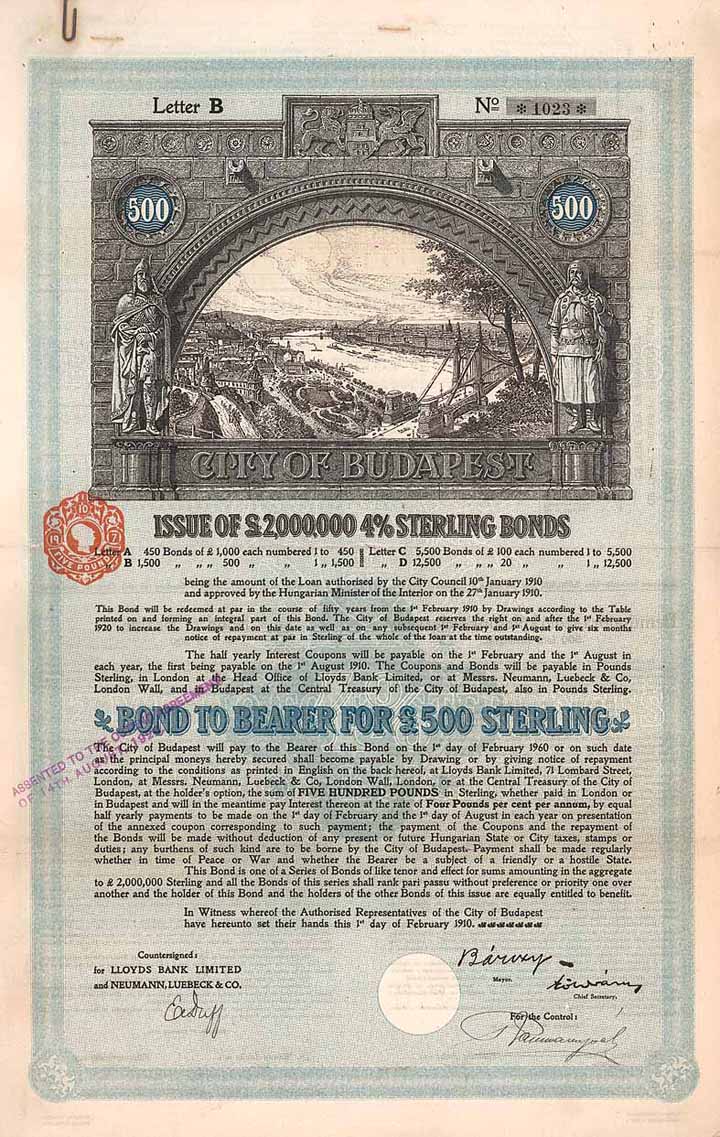 Letter B
No * 1023 *
500
500
CITY OF BUDAPEST
ISSUE OF £2,000,000 4% STERLING BONDS
Letter A 450 Bonds of £ 1,000 each numbered 1 to 450
" B 1,500 " " " 500 " " 1 " 1,500
Letter C 5,500 Bonds of £ 100 each numbered 1 to 5,500
" D 12,500 " " " 20 " " 1 " 12,500
being the amount of the Loan authorised by the City Council 10th January 1910
and approved by the Hungarian Minister of the Interior on the 27th January 1910.
This Bond will be redeemed at par in the course of fifty years from the 1st February 1910 by Drawings according to the Table
printed on and forming an integral part of this Bond. The City of Budapest reserves the right on and after the 1st February
1920 to increase the Drawings and on this date as well as on any subsequent 1st February and 1st August to give six months
notice of repayment at par in Sterling of the whole of the loan at the time outstanding.
The half yearly Interest Coupons will be payable on the 1st February and the 1st August in
each year, the first being payable on the 1st August 1910. The Coupons and Bonds will be payable in Pounds
Sterling, in London at the Head Office of Lloyds Bank Limited, or at Messrs. Neumann, Luebeck & Co,
London Wall, and in Budapest at the Central Treasury of the City of Budapest, also in Pounds Sterling.
BOND TO BEARER FOR £500 STERLING
The City of Budapest will pay to the Bearer of this Bond on the 1st day of February 1960 or on such date
as the principal moneys hereby secured shall become payable by Drawing or by giving notice of repayment
according to the conditions as printed in English on the back hereof, at Lloyds Bank Limited, 71 Lombard Street,
London, at Messrs. Neumann, Luebeck & Co, London Wall, London, or at the Central Treasury of the City of
Budapest, at the holder's option, the sum of FIVE HUNDRED POUNDS in Sterling, whether paid in London or
in Budapest and will in the meantime pay Interest thereon at the rate of Four Pounds per cent per annum, by equal
half yearly payments to be made on the 1st day of February and the 1st day of August in each year on presentation
of the annexed coupon corresponding to such payment; the payment of the Coupons and the repayment of
the Bonds will be made without deduction of any present or future Hungarian State or City taxes, stamps or
duties; any burthens of such kind are to be borne by the City of Budapest. Payment shall be made regularly
whether in time of Peace or War and whether the Bearer be a subject of a friendly or a hostile State.
This Bond is one of a Series of Bonds of like tenor and effect for sums amounting in the aggregate
to £ 2,000,000 Sterling and all the Bonds of this series shall rank pari passu without preference or priority one over
another and the holder of this Bond and the holders of the other Bonds of this issue are equally entitled to benefit.
In Witness whereof the Authorised Representatives of the City of Budapest
have hereunto set their hands this 1st day of February 1910.
Countersigned:
for LLOYDS BANK LIMITED
and NEUMANN, LUEBECK & CO.
Bárczy
Mayor.
Chief Secretary.
For the Control:
FIVE POUNDS
ASSENTED TO THE AGREEMENT
OF 14TH AUGUST